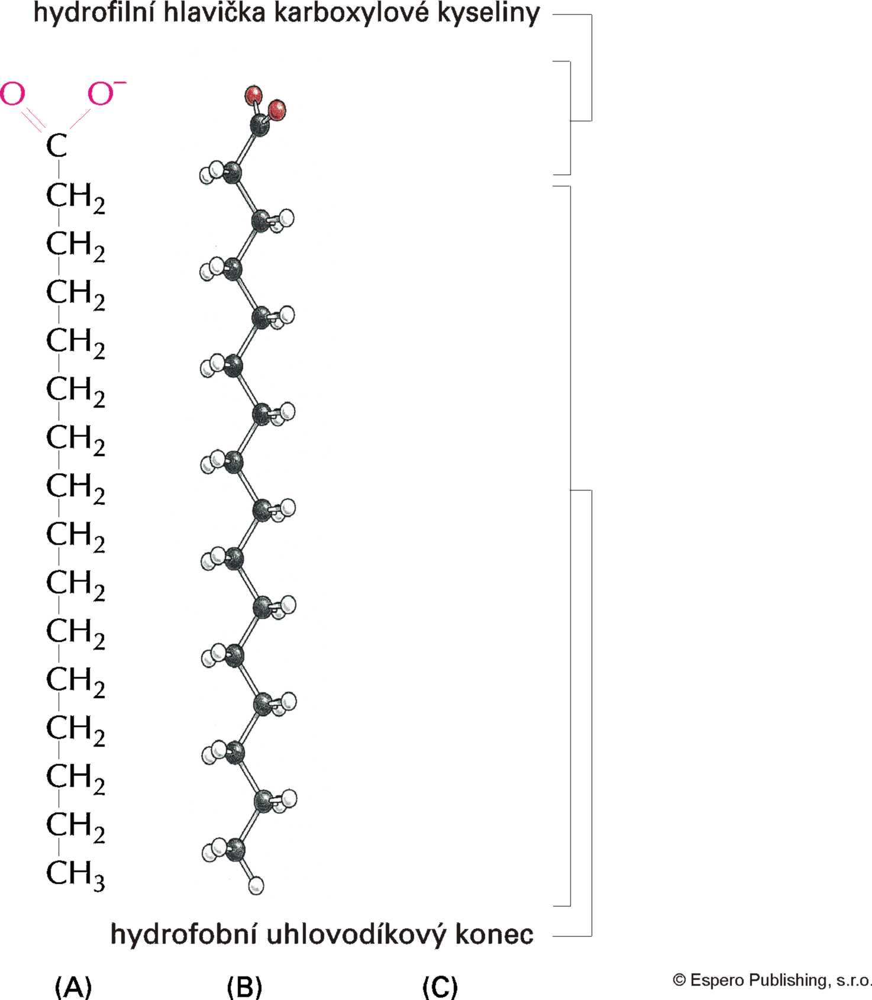 hydrofilní hlavička karboxylové kyseliny
O O⁻
C
CH₂
CH₂
CH₂
CH₂
CH₂
CH₂
CH₂
CH₂
CH₂
CH₂
CH₂
CH₂
CH₂
CH₂
CH₃
hydrofobní uhlovodíkový konec
(A) (B) (C)
© Espero Publishing, s.r.o.